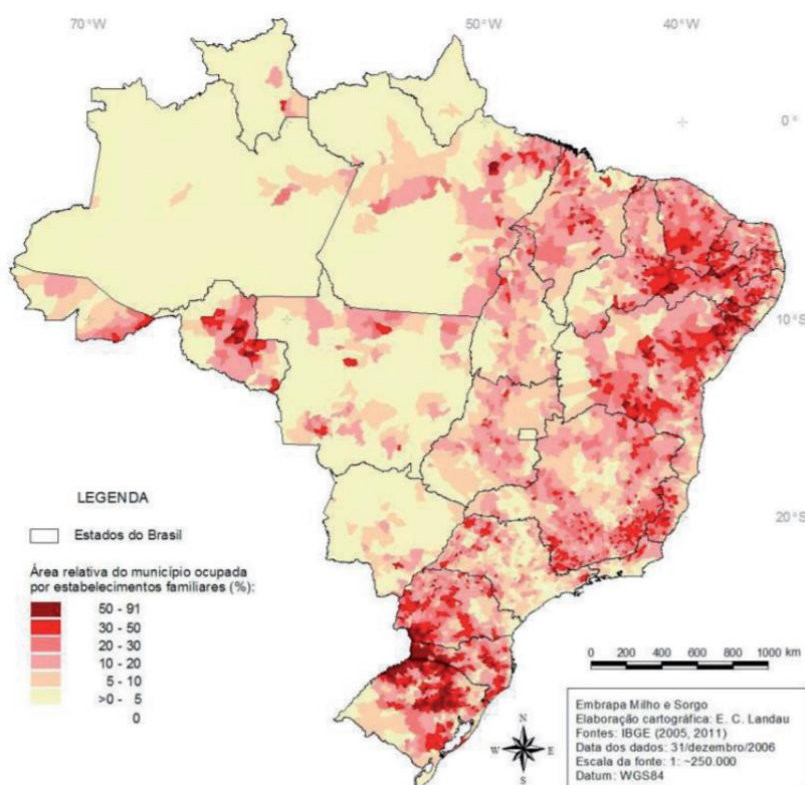 70°W
50°W
40°W
0°
10°S
20°S
LEGENDA
Estados do Brasil
Área relativa do município ocupada
por estabelecimentos familiares (%):
50 - 91
30 - 50
20 - 30
10 - 20
5 - 10
>0 - 5
0
0 200 400 600 800 1000 km
N
W E
S
Embrapa Milho e Sorgo
Elaboração cartográfica: E. C. Landau
Fontes: IBGE (2005, 2011)
Data dos dados: 31/dezembro/2006
Escala da fonte: 1: ~250.000
Datum: WGS84